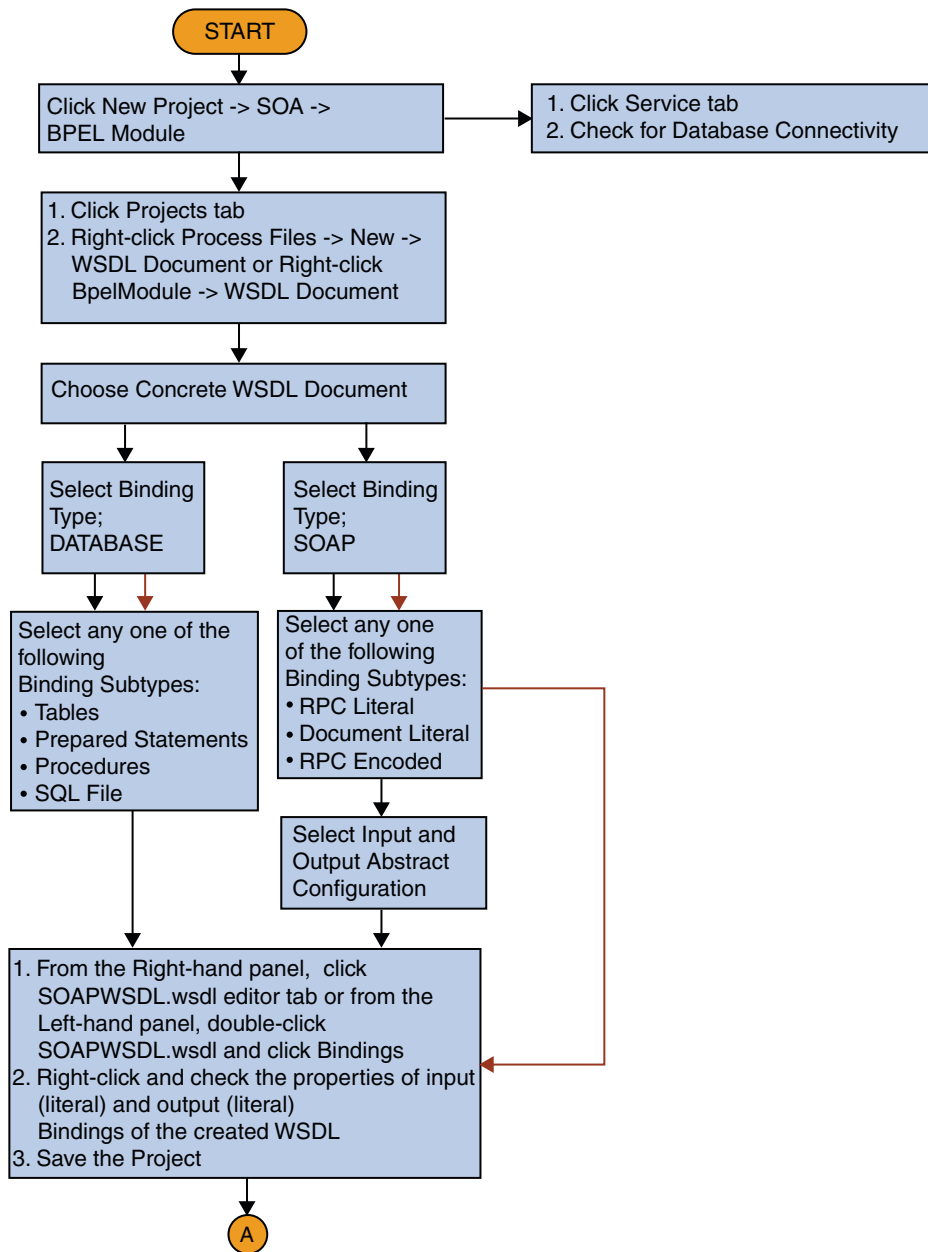 START
Click New Project -> SOA ->
BPEL Module
1. Click Service tab
2. Check for Database Connectivity
1. Click Projects tab
2. Right-click Process Files -> New ->
WSDL Document or Right-click
BpelModule -> WSDL Document
Choose Concrete WSDL Document
Select Binding
Type;
DATABASE
Select Binding
Type;
SOAP
Select any one of the
following
Binding Subtypes:
• Tables
• Prepared Statements
• Procedures
• SQL File
Select any one
of the following
Binding Subtypes:
• RPC Literal
• Document Literal
• RPC Encoded
Select Input and
Output Abstract
Configuration
1. From the Right-hand panel, click
SOAPWSDL.wsdl editor tab or from the
Left-hand panel, double-click
SOAPWSDL.wsdl and click Bindings
2. Right-click and check the properties of input
(literal) and output (literal)
Bindings of the created WSDL
3. Save the Project
A